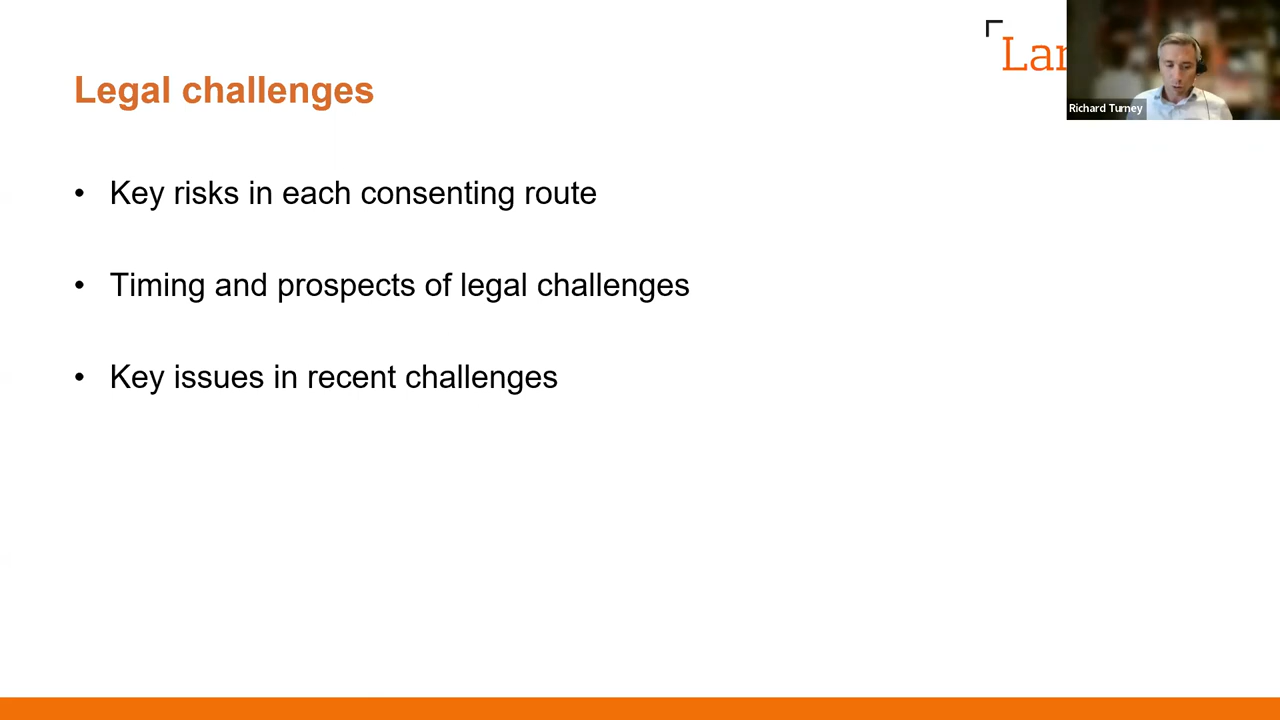 Legal challenges
• Key risks in each consenting route
• Timing and prospects of legal challenges
• Key issues in recent challenges
Richard Turney